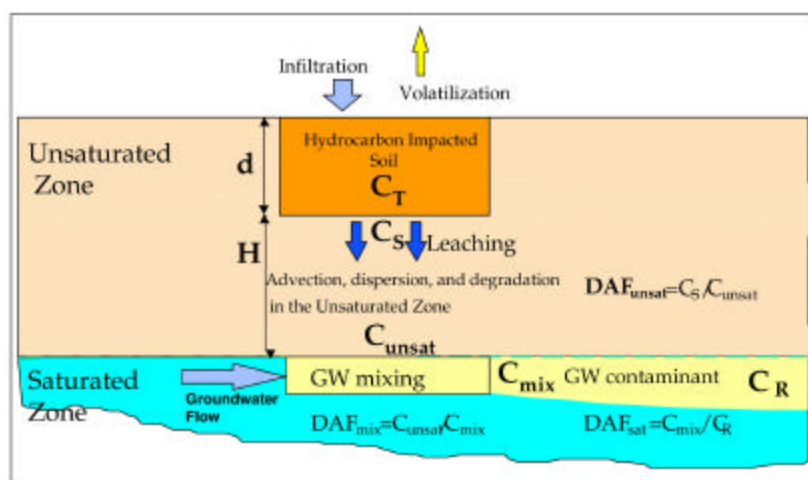 Infiltration
Volatilization
Unsaturated
Zone
d
Hydrocarbon Impacted
Soil
C_T
H
C_S
Leaching
Advection, dispersion, and degradation
in the Unsaturated Zone
DAF_unsat=C_S/C_unsat
C_unsat
Saturated
Zone
Groundwater
Flow
GW mixing
C_mix
GW contaminant
C_R
DAF_mix=C_unsat/C_mix
DAF_sat=C_mix/C_R